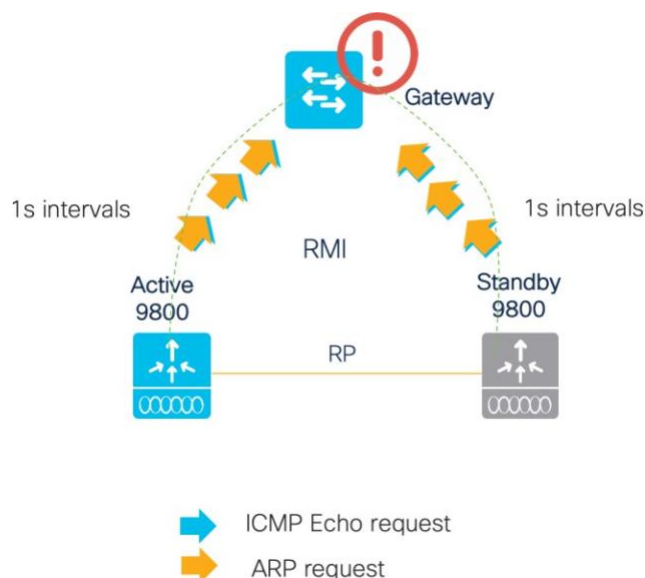 Gateway
1s intervals
1s intervals
RMI
Active
9800
Standby
9800
RP
ICMP Echo request
ARP request